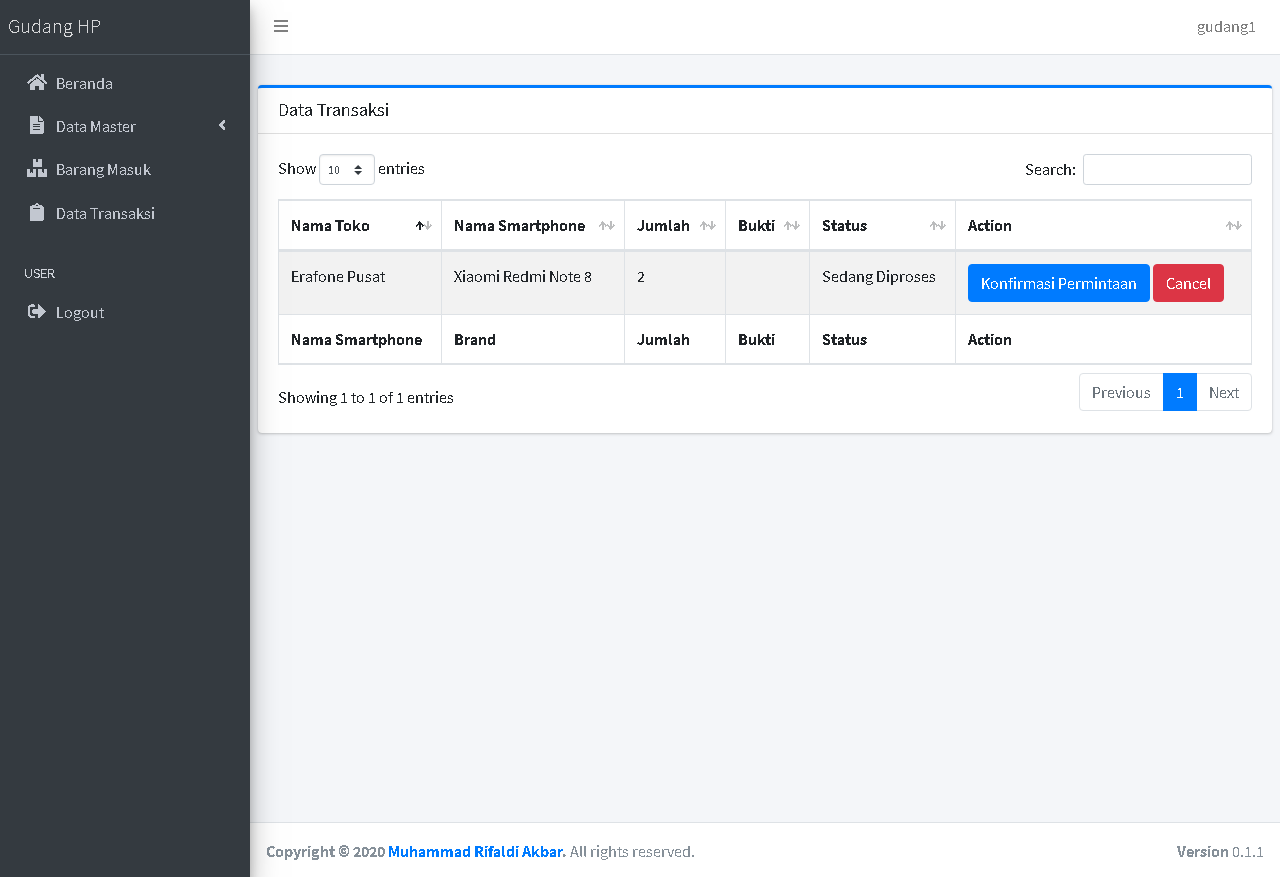 Gudang HP
gudang1
Beranda
Data Master
Barang Masuk
Data Transaksi
USER
Logout
Data Transaksi
Show 10 entries
Search:
Nama Toko Nama Smartphone Jumlah Bukti Status Action
Erafone Pusat Xiaomi Redmi Note 8 2 Sedang Diproses Konfirmasi Permintaan Cancel
Nama Smartphone Brand Jumlah Bukti Status Action
Showing 1 to 1 of 1 entries
Previous 1 Next
Copyright © 2020 Muhammad Rifaldi Akbar. All rights reserved.
Version 0.1.1